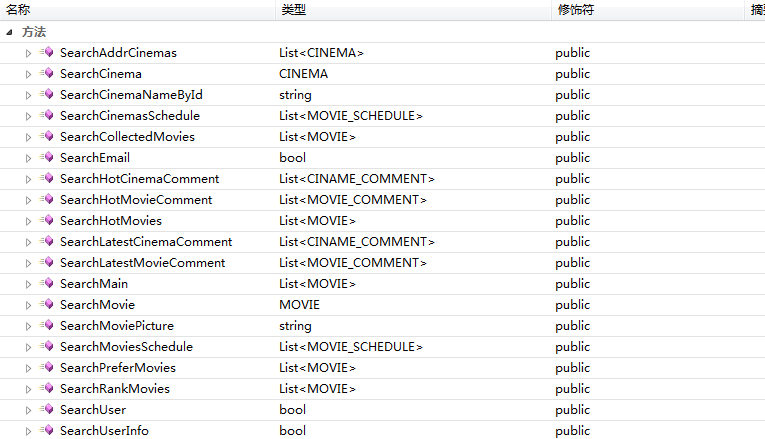 名称 类型 修饰符 摘要
方法
SearchAddrCinemas List<CINEMA> public
SearchCinema CINEMA public
SearchCinemaNameById string public
SearchCinemasSchedule List<MOVIE_SCHEDULE> public
SearchCollectedMovies List<MOVIE> public
SearchEmail bool public
SearchHotCinemaComment List<CINAME_COMMENT> public
SearchHotMovieComment List<MOVIE_COMMENT> public
SearchHotMovies List<MOVIE> public
SearchLatestCinemaComment List<CINAME_COMMENT> public
SearchLatestMovieComment List<MOVIE_COMMENT> public
SearchMain List<MOVIE> public
SearchMovie MOVIE public
SearchMoviePicture string public
SearchMoviesSchedule List<MOVIE_SCHEDULE> public
SearchPreferMovies List<MOVIE> public
SearchRankMovies List<MOVIE> public
SearchUser bool public
SearchUserInfo bool public